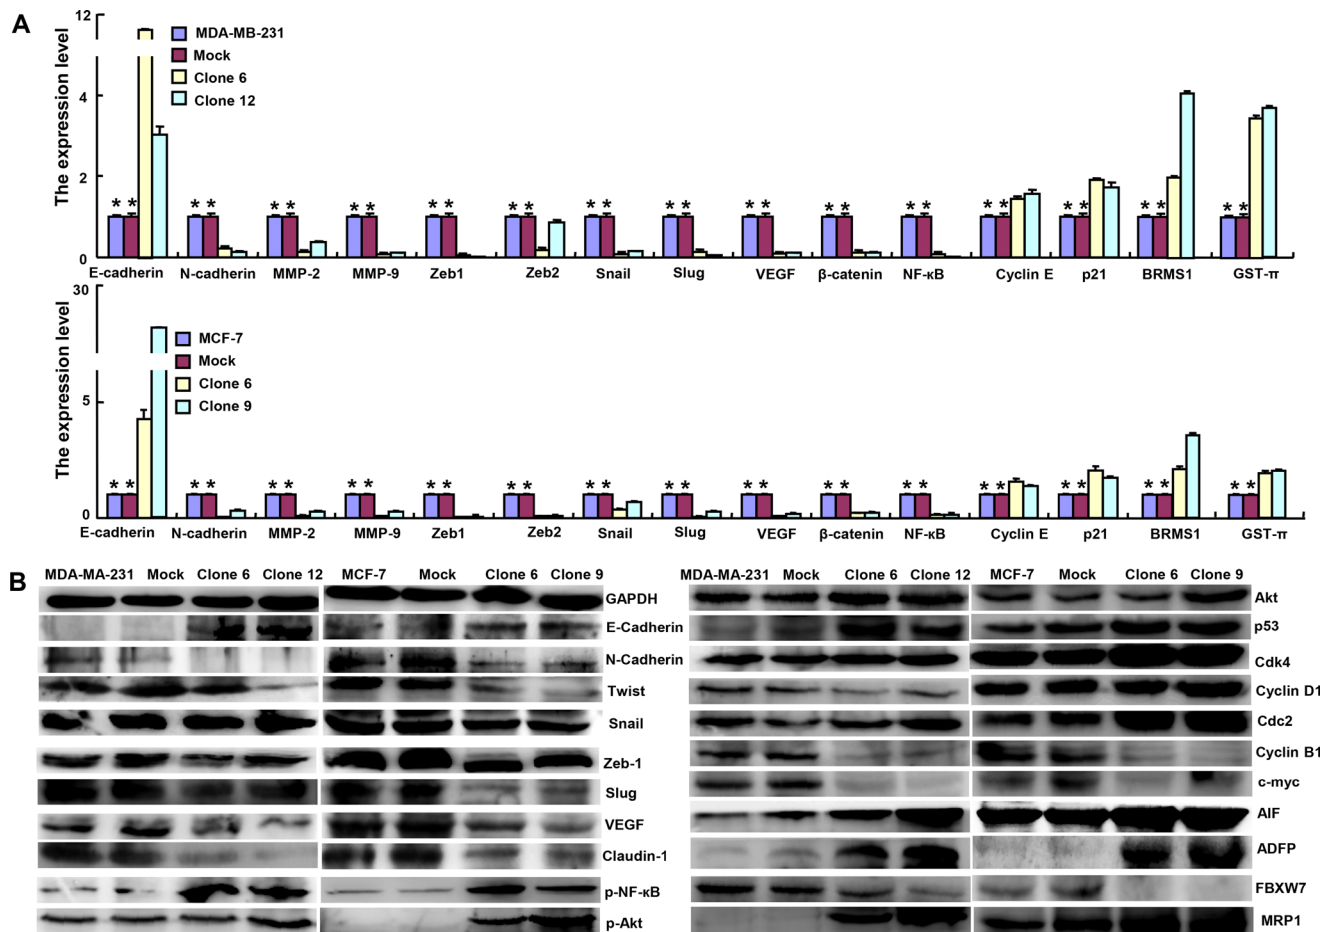 A
The expression level
12
4
2
0
MDA-MB-231
Mock
Clone 6
Clone 12
* * * * * * * * * * * * * * * * * * * * * * * * * * * * * *
E-cadherin N-cadherin MMP-2 MMP-9 Zeb1 Zeb2 Snail Slug VEGF β-catenin NF-κB Cyclin E p21 BRMS1 GST-π
The expression level
30
5
0
MCF-7
Mock
Clone 6
Clone 9
* * * * * * * * * * * * * * * * * * * * * * * * * * * * * *
E-cadherin N-cadherin MMP-2 MMP-9 Zeb1 Zeb2 Snail Slug VEGF β-catenin NF-κB Cyclin E p21 BRMS1 GST-π
B
MDA-MA-231 Mock Clone 6 Clone 12 MCF-7 Mock Clone 6 Clone 9
GAPDH
E-Cadherin
N-Cadherin
Twist
Snail
Zeb-1
Slug
VEGF
Claudin-1
p-NF-κB
p-Akt
MDA-MA-231 Mock Clone 6 Clone 12 MCF-7 Mock Clone 6 Clone 9
Akt
p53
Cdk4
Cyclin D1
Cdc2
Cyclin B1
c-myc
AIF
ADFP
FBXW7
MRP1